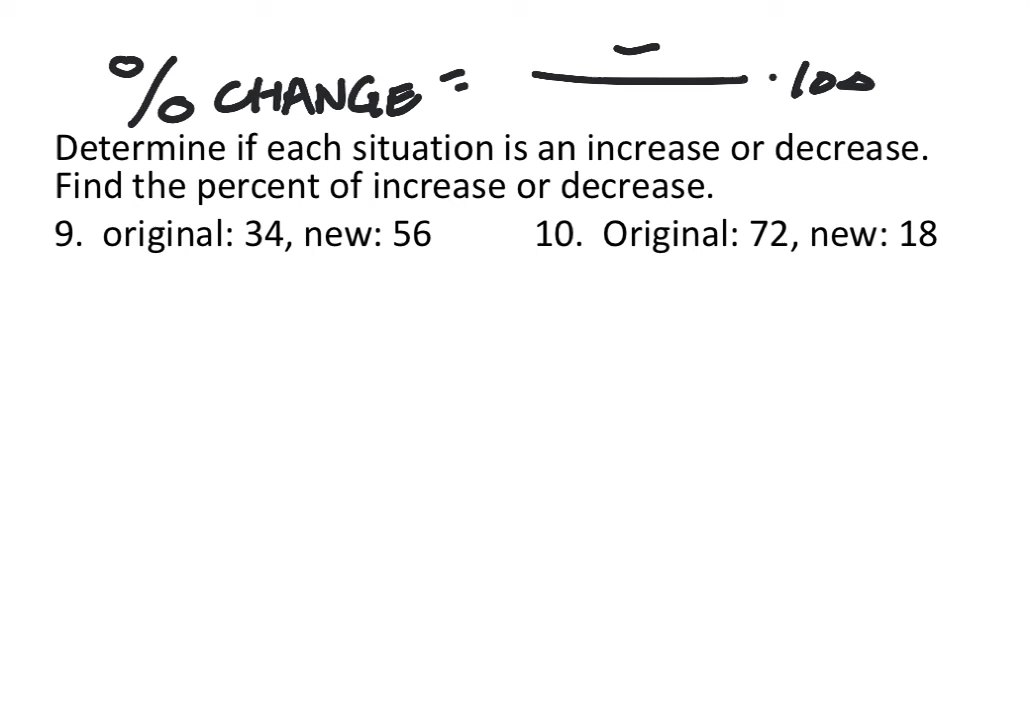 % CHANGE = — · 100
Determine if each situation is an increase or decrease.
Find the percent of increase or decrease.
9. original: 34, new: 56 10. Original: 72, new: 18